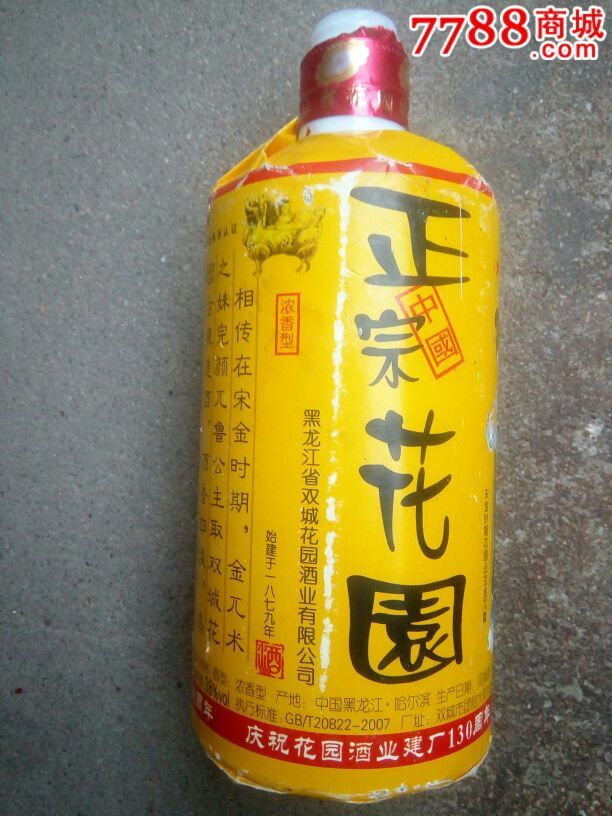 7788商城
.com
正宗花園
中國
浓香型
相传在宋金时期，金兀术
之妹完颜兀鲁公主取双城花
黑龙江省双城花园酒业有限公司
始建于一八七九年
酒
38%vol
浓香型 产地：中国黑龙江·哈尔滨 生产日期：
执行标准：GB/T20822-2007 厂址：双城市
庆祝花园酒业建厂130周年